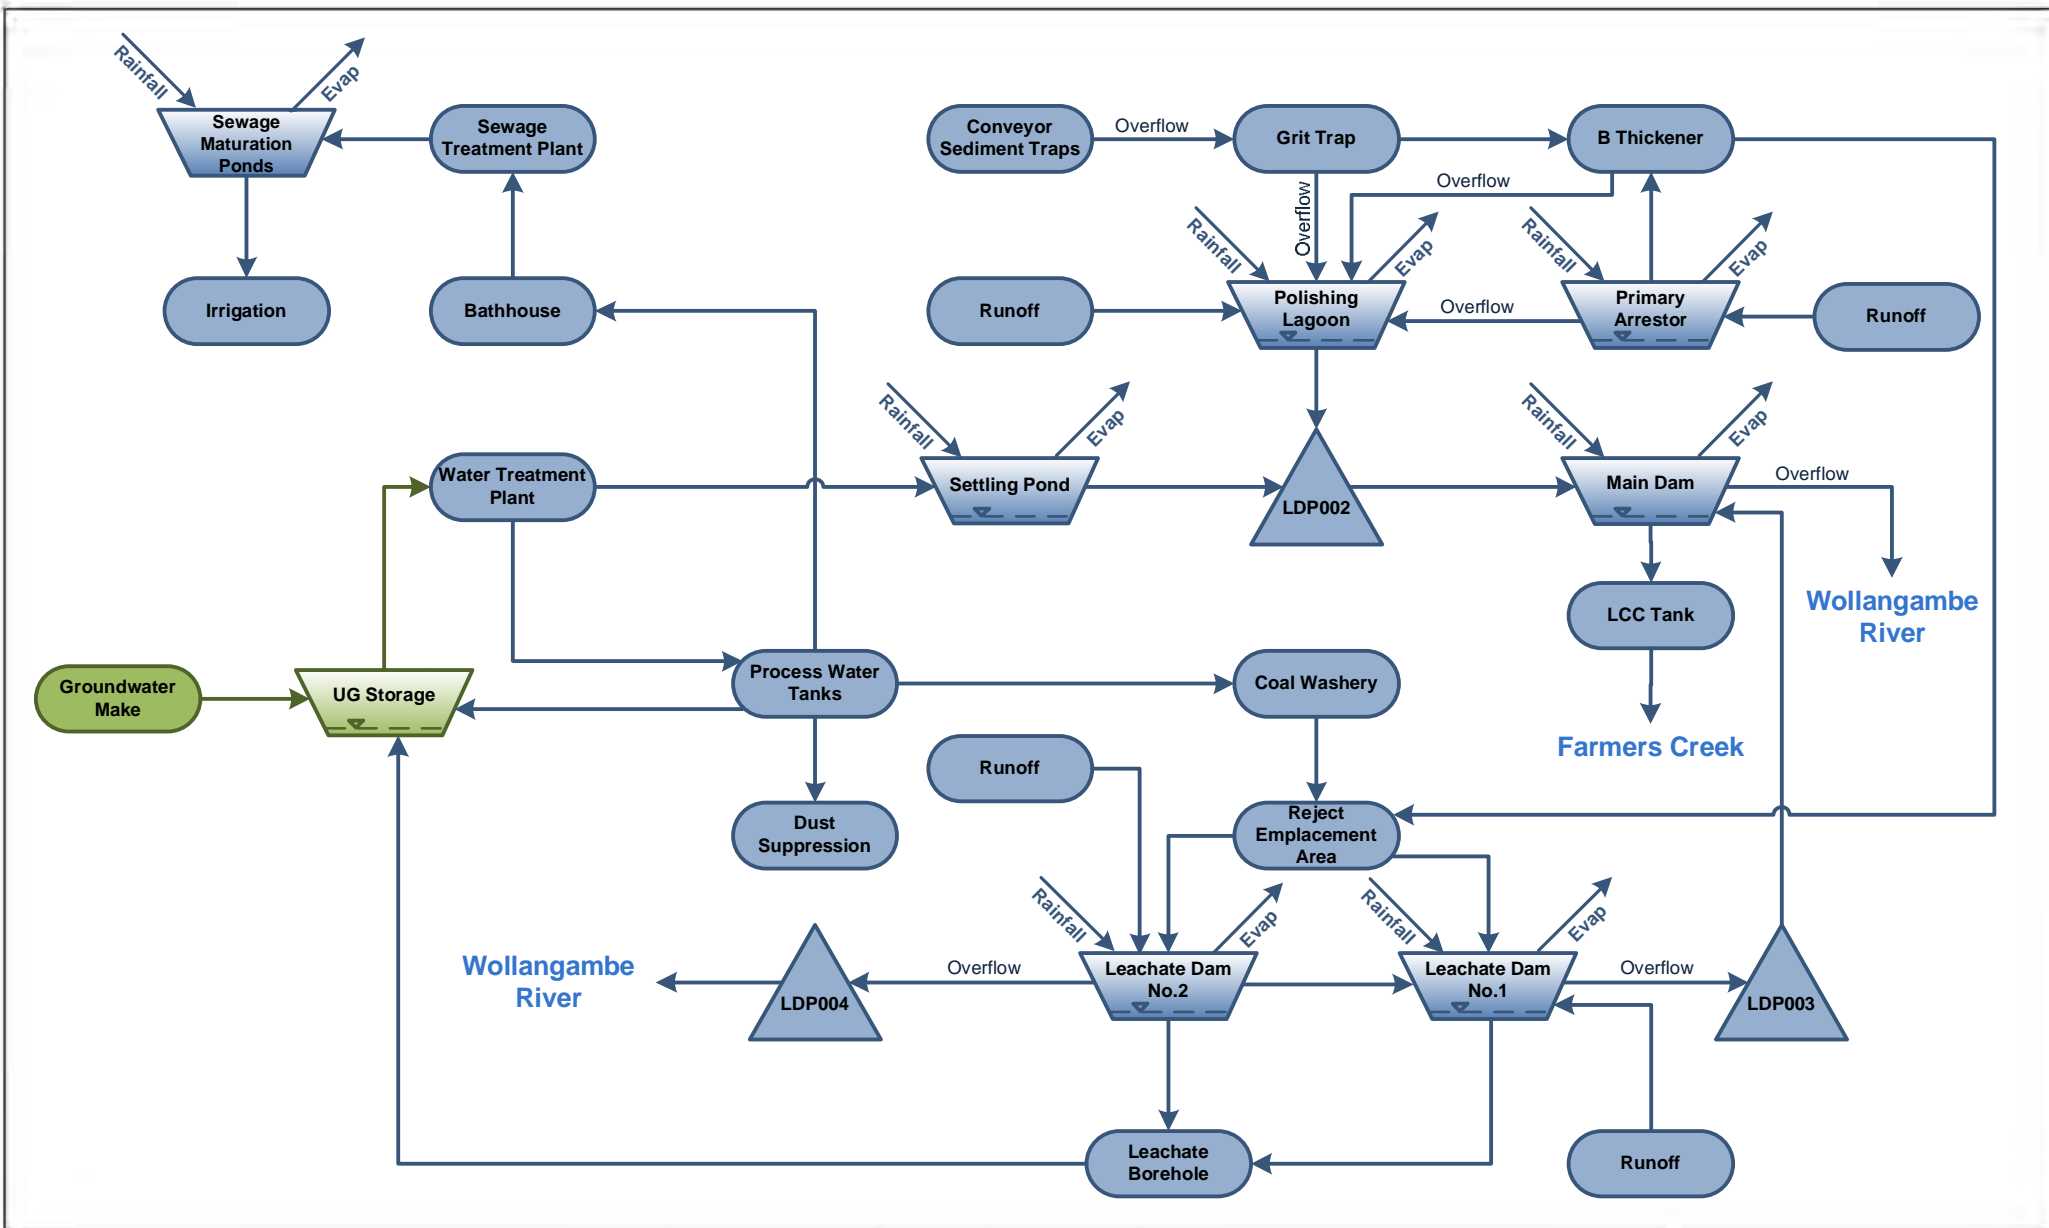 Rainfall
Evap
Sewage
Maturation
Ponds
Sewage
Treatment Plant
Conveyor
Sediment Traps
Overflow
Grit Trap
B Thickener
Overflow
Overflow
Rainfall
Evap
Rainfall
Evap
Irrigation
Bathhouse
Runoff
Polishing
Lagoon
Overflow
Primary
Arrestor
Runoff
Rainfall
Evap
Rainfall
Evap
Water Treatment
Plant
Settling Pond
LDP002
Main Dam
Overflow
LCC Tank
Wollangambe
River
Groundwater
Make
UG Storage
Process Water
Tanks
Coal Washery
Farmers Creek
Runoff
Dust
Suppression
Reject
Emplacement
Area
Rainfall
Evap
Rainfall
Evap
Wollangambe
River
LDP004
Overflow
Leachate Dam
No.2
Leachate Dam
No.1
Overflow
LDP003
Leachate
Borehole
Runoff